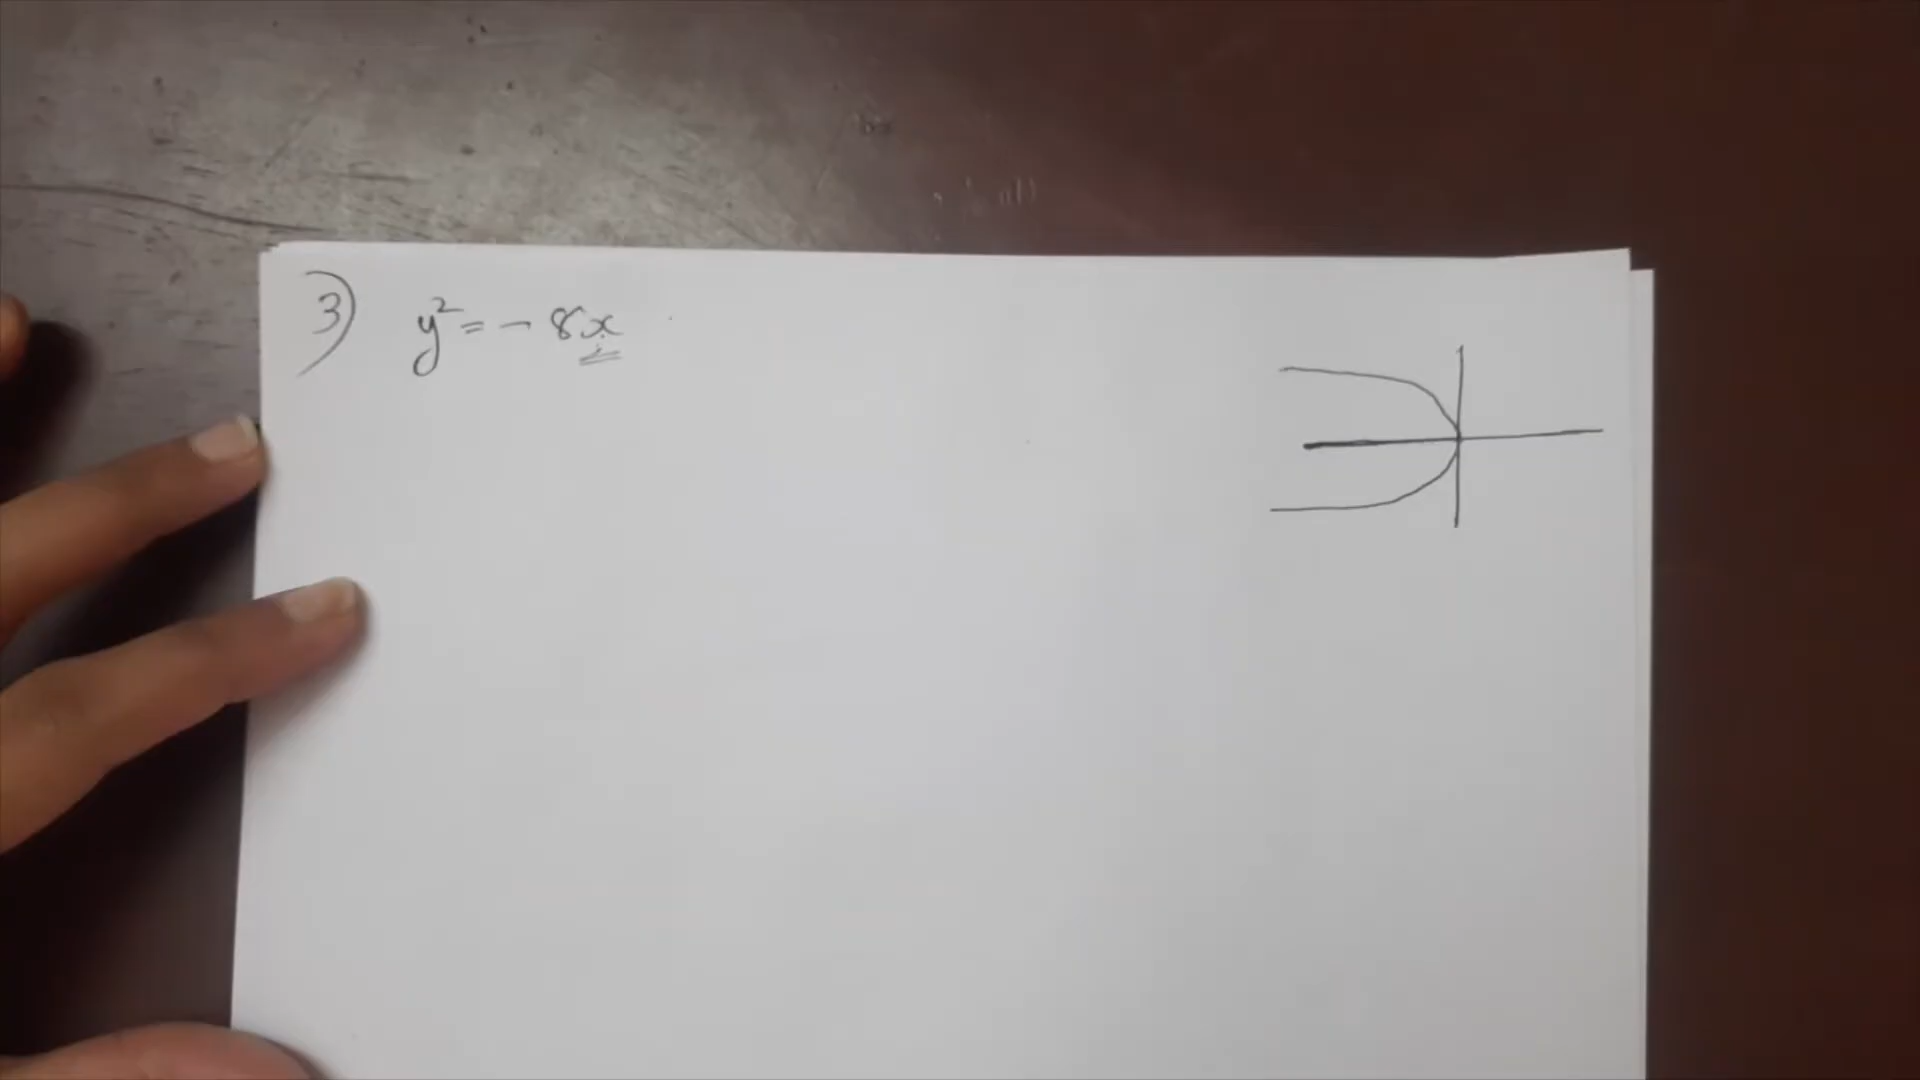 3) y² = - 8x